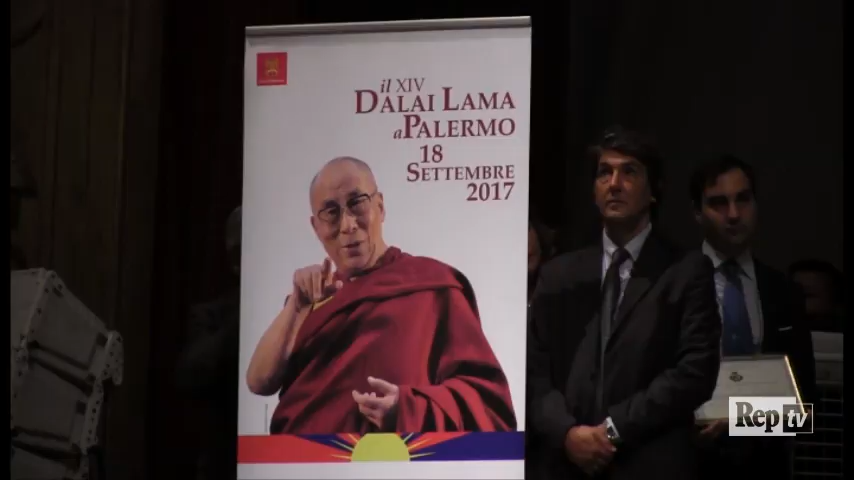 il XIV
DALAI LAMA
a PALERMO
18
SETTEMBRE
2017
Rep tv